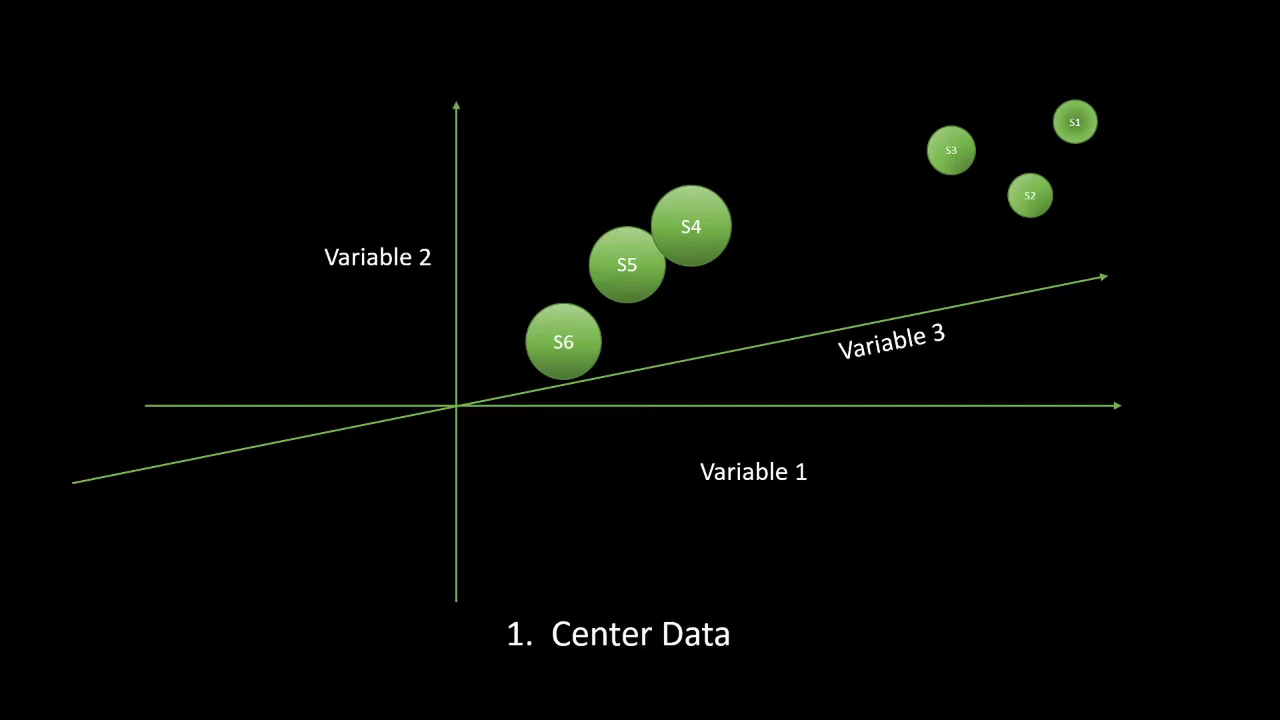 S1
S3
S2
S4
Variable 2
S5
Variable 3
S6
Variable 1
1. Center Data